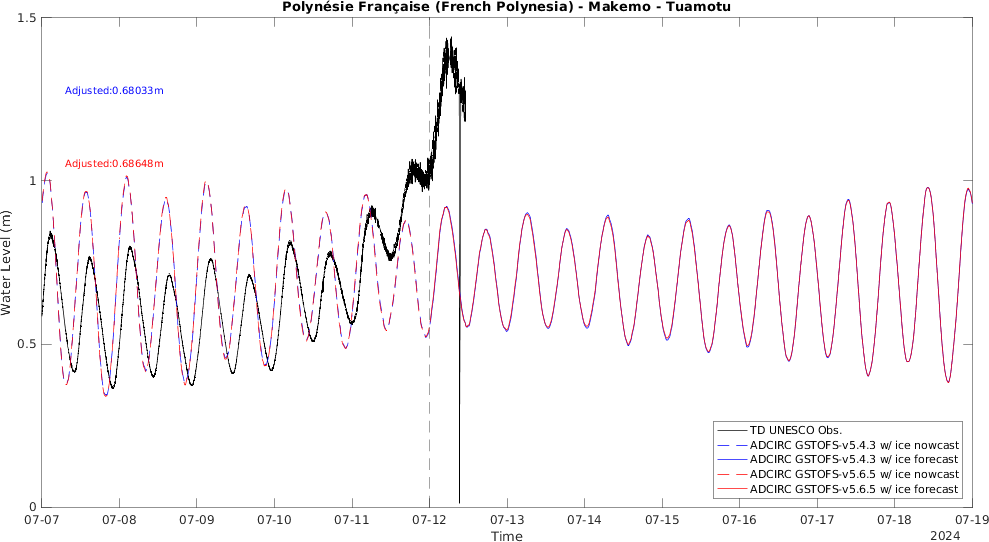 Polynésie Française (French Polynesia) - Makemo - Tuamotu
1.5
Adjusted:0.68033m
Adjusted:0.68648m
1
Water Level (m)
0.5
TD UNESCO Obs.
ADCIRC GSTOFS-v5.4.3 w/ ice nowcast
ADCIRC GSTOFS-v5.4.3 w/ ice forecast
ADCIRC GSTOFS-v5.6.5 w/ ice nowcast
ADCIRC GSTOFS-v5.6.5 w/ ice forecast
0
07-07 07-08 07-09 07-10 07-11 07-12 07-13 07-14 07-15 07-16 07-17 07-18 07-19
Time
2024